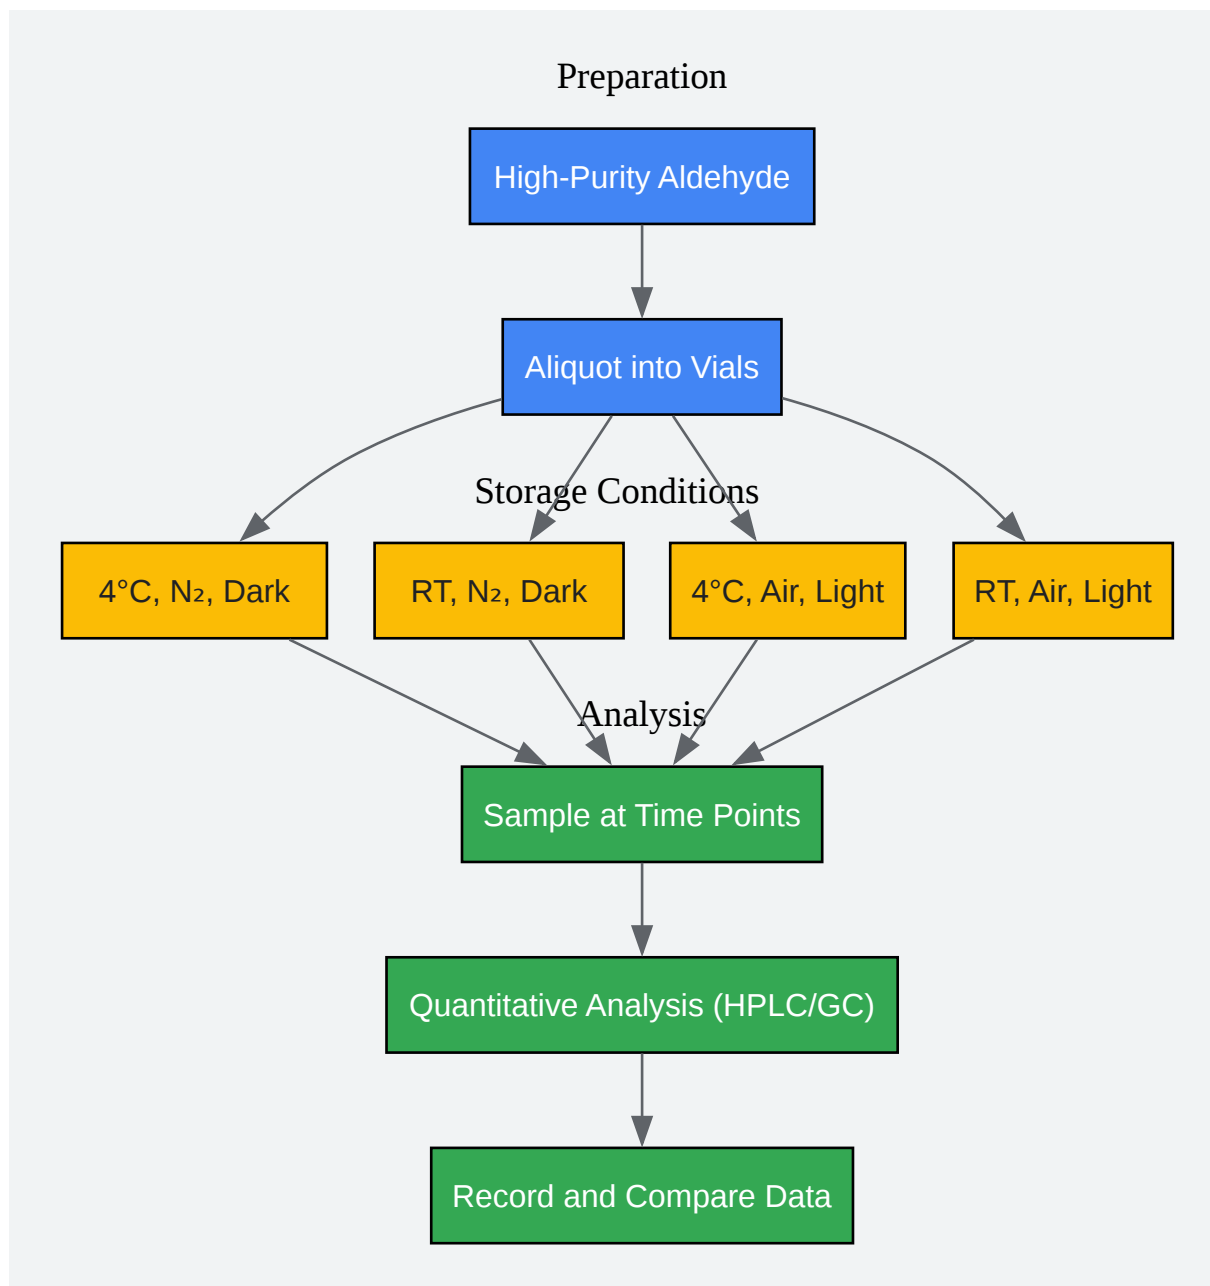 Preparation
High-Purity Aldehyde
Aliquot into Vials
Storage Conditions
4°C, N₂, Dark
RT, N₂, Dark
4°C, Air, Light
RT, Air, Light
Analysis
Sample at Time Points
Quantitative Analysis (HPLC/GC)
Record and Compare Data